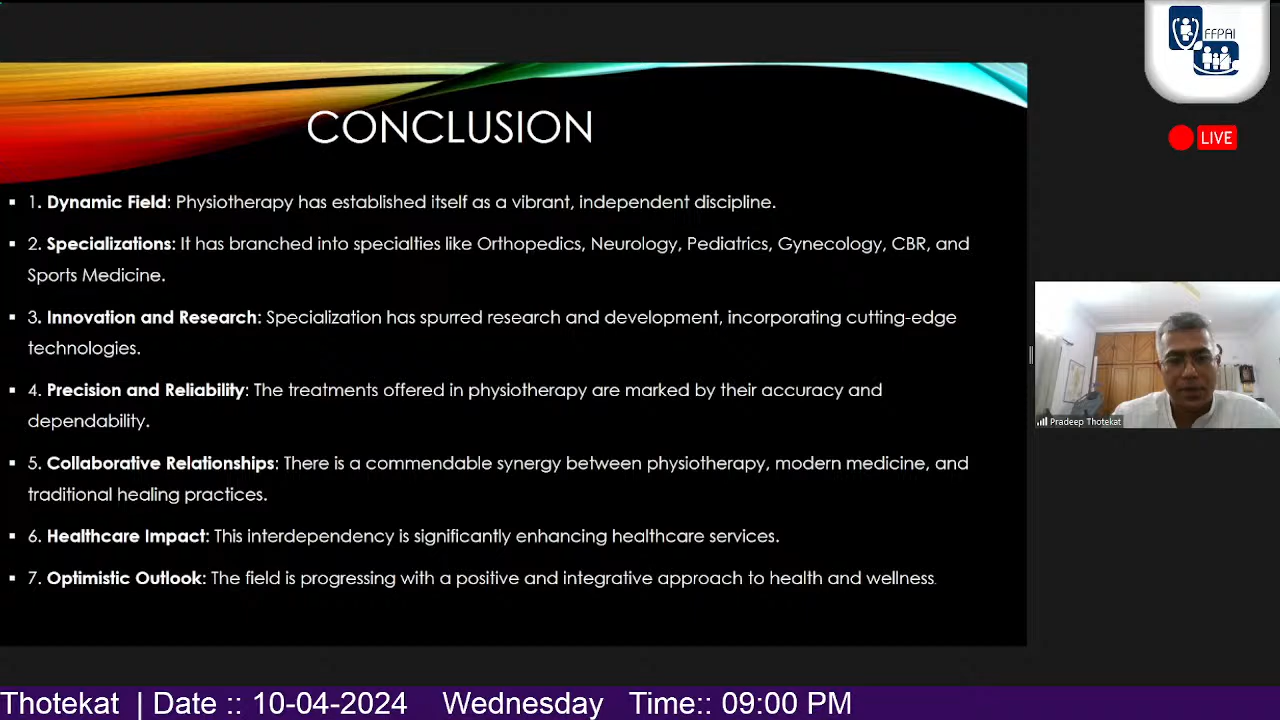 FFPAI
LIVE
CONCLUSION
▪ 1. Dynamic Field: Physiotherapy has established itself as a vibrant, independent discipline.
▪ 2. Specializations: It has branched into specialties like Orthopedics, Neurology, Pediatrics, Gynecology, CBR, and
Sports Medicine.
▪ 3. Innovation and Research: Specialization has spurred research and development, incorporating cutting-edge
technologies.
▪ 4. Precision and Reliability: The treatments offered in physiotherapy are marked by their accuracy and
dependability.
▪ 5. Collaborative Relationships: There is a commendable synergy between physiotherapy, modern medicine, and
traditional healing practices.
▪ 6. Healthcare Impact: This interdependency is significantly enhancing healthcare services.
▪ 7. Optimistic Outlook: The field is progressing with a positive and integrative approach to health and wellness.
Pradeep Thotekat
Thotekat | Date :: 10-04-2024 Wednesday Time:: 09:00 PM